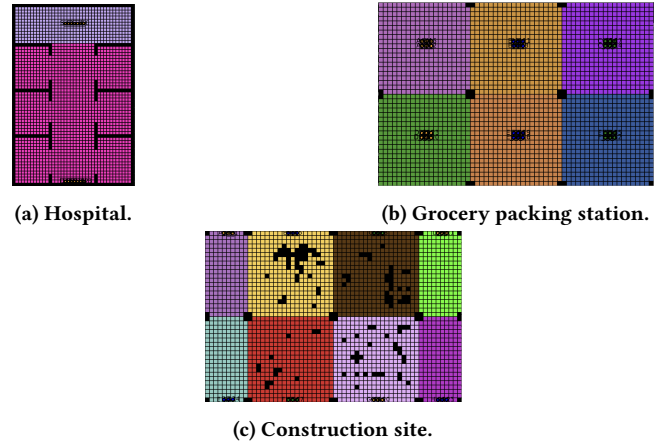 (a) Hospital.
(b) Grocery packing station.
(c) Construction site.